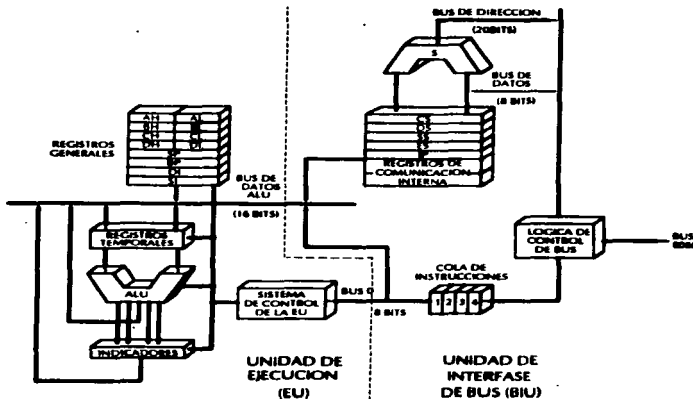 BUS DE DIRECCION
(20BITS)
S
BUS DE
DATOS
(8 BITS)
AH AL
BH BL
CH CL
DH
SP
BP
DI
SI
REGISTROS
GENERALES
CS
DS
SS
ES
IP
REGISTROS DE
COMUNICACION
INTERNA
BUS
DE
DATOS
ALU
(16 BITS)
REGISTROS
TEMPORALES
ALU
INDICADORES
SISTEMA
DE CONTROL
DE LA EU
BUS
8 BITS
COLA DE
INSTRUCCIONES
1 2 3 4
LOGICA DE
CONTROL
DE BUS
BUS
UNIDAD DE
EJECUCION
(EU)
UNIDAD DE
INTERFASE
DE BUS (BIU)